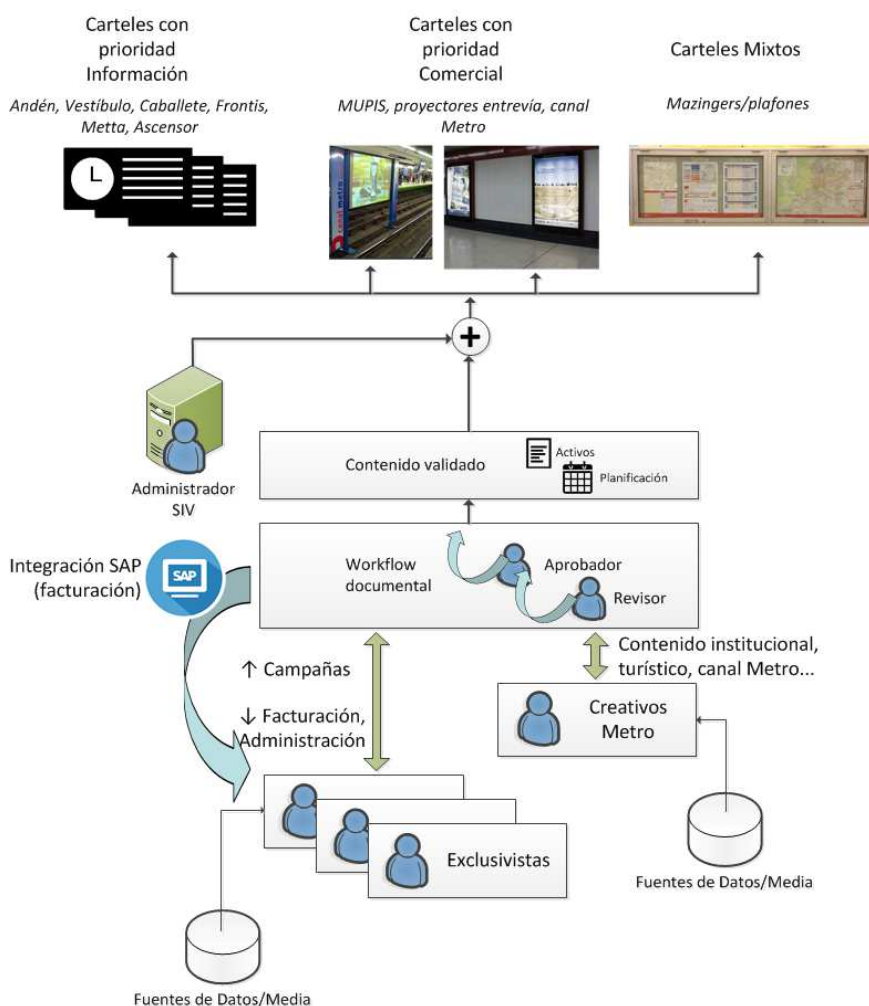 Carteles con
prioridad
Información
Andén, Vestíbulo, Caballete, Frontis,
Metta, Ascensor
Carteles con
prioridad
Comercial
MUPIS, proyectores entrevía, canal
Metro
Carteles Mixtos
Mazingers/plafones
canal metro
+
Administrador
SIV
Contenido validado
Activos
Planificación
Integración SAP
(facturación)
SAP
Workflow
documental
Aprobador
Revisor
↑ Campañas
↓ Facturación,
Administración
Contenido institucional,
turístico, canal Metro...
Creativos
Metro
Exclusivistas
Fuentes de Datos/Media
Fuentes de Datos/Media